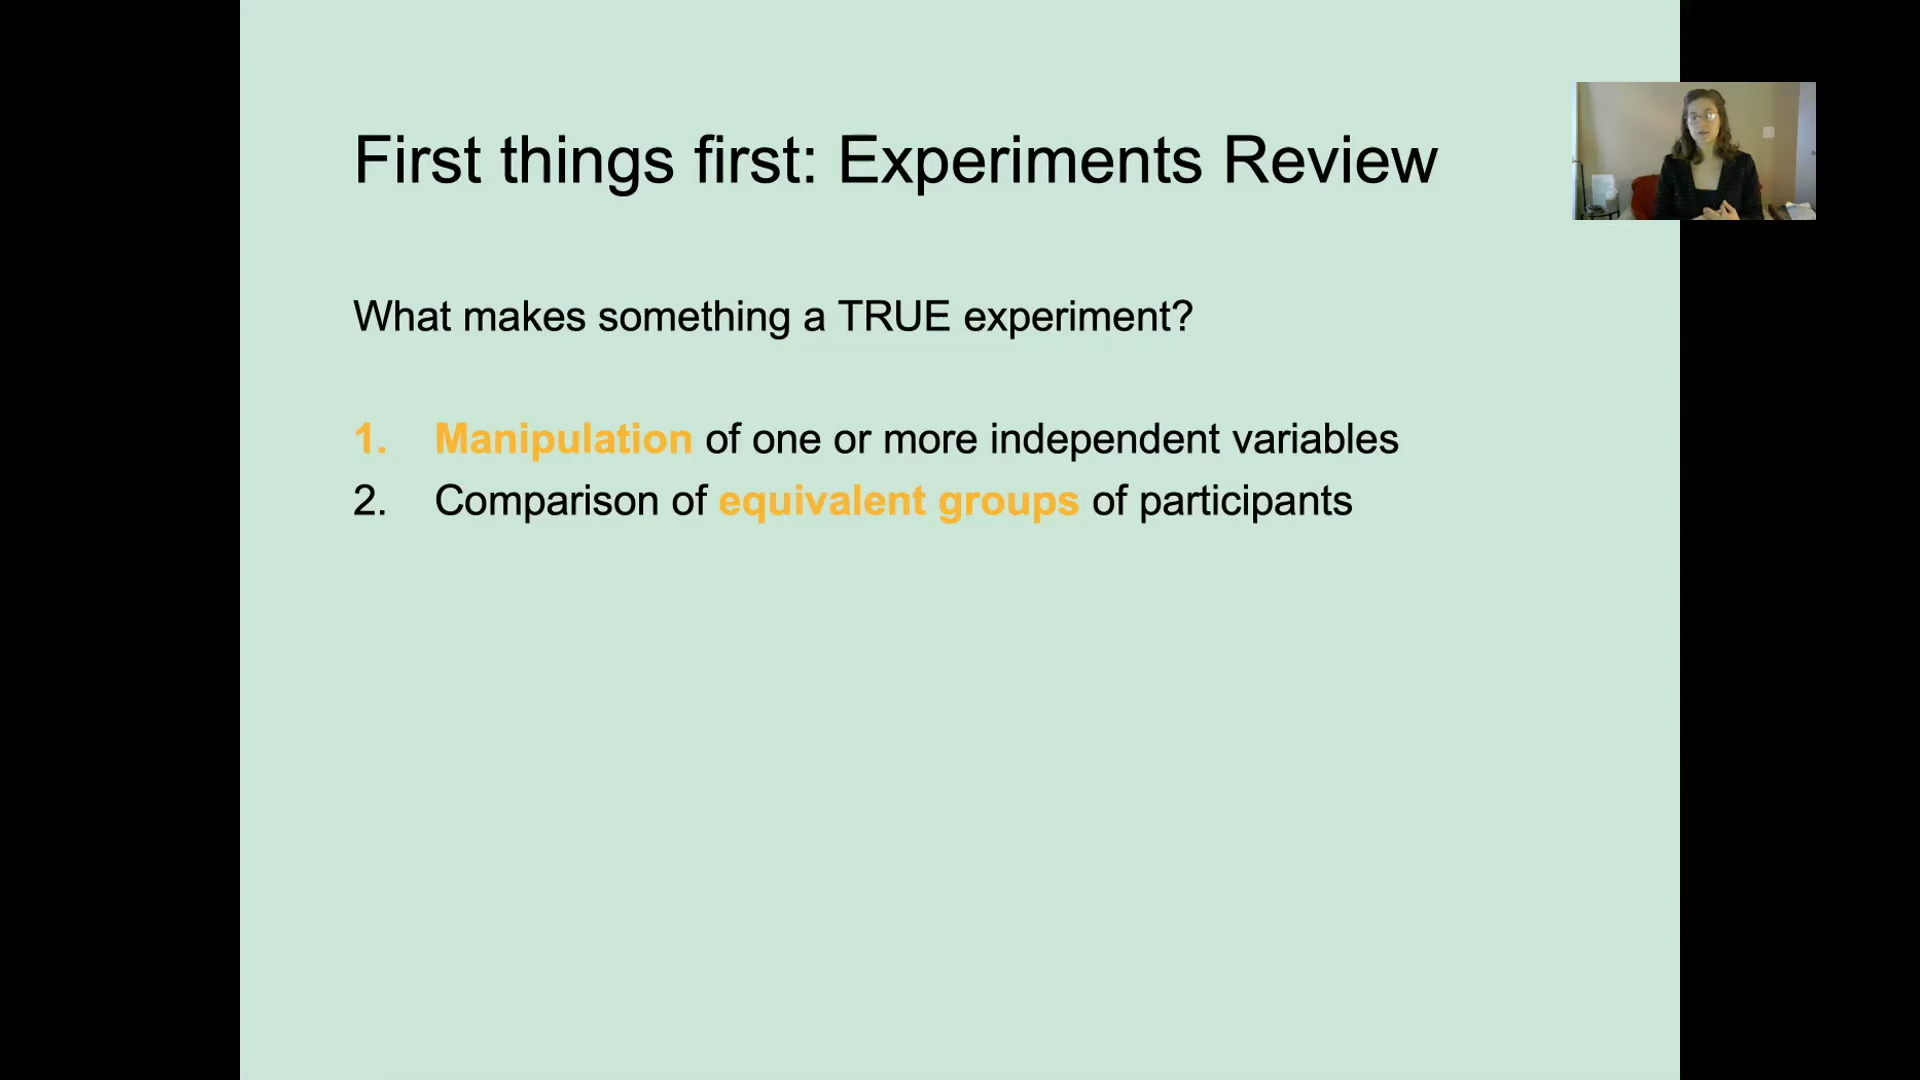 First things first: Experiments Review
What makes something a TRUE experiment?
1. Manipulation of one or more independent variables
2. Comparison of equivalent groups of participants